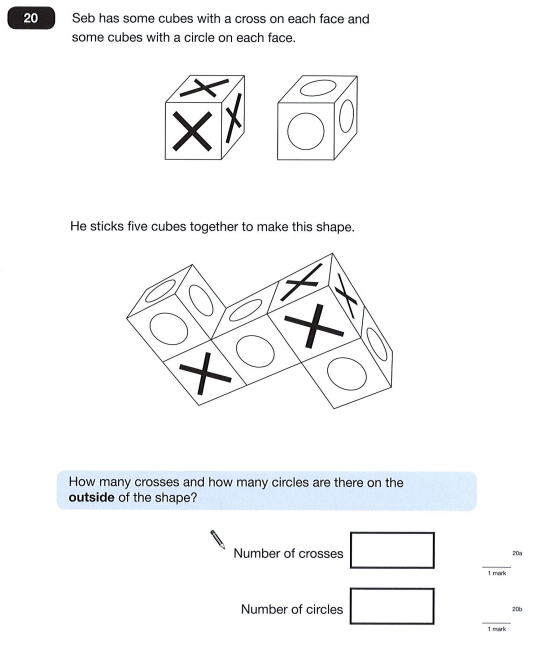 20
Seb has some cubes with a cross on each face and
some cubes with a circle on each face.
He sticks five cubes together to make this shape.
How many crosses and how many circles are there on the
outside of the shape?
Number of crosses
20a
1 mark
Number of circles
20b
1 mark